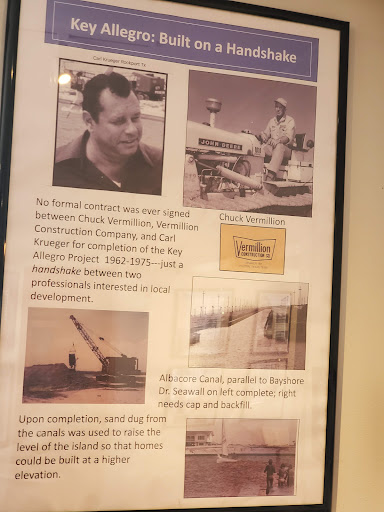 Key Allegro: Built on a Handshake
Carl Krueger Rockport Tx
JOHN DEERE
No formal contract was ever signed
between Chuck Vermillion, Vermillion
Construction Company, and Carl
Krueger for completion of the Key
Allegro Project 1962-1975---just a
handshake between two
professionals interested in local
development.
Chuck Vermillion
Vermillion
CONSTRUCTION CO.
Albacore Canal, parallel to Bayshore
Dr. Seawall on left complete; right
needs cap and backfill.
Upon completion, sand dug from
the canals was used to raise the
level of the island so that homes
could be built at a higher
elevation.